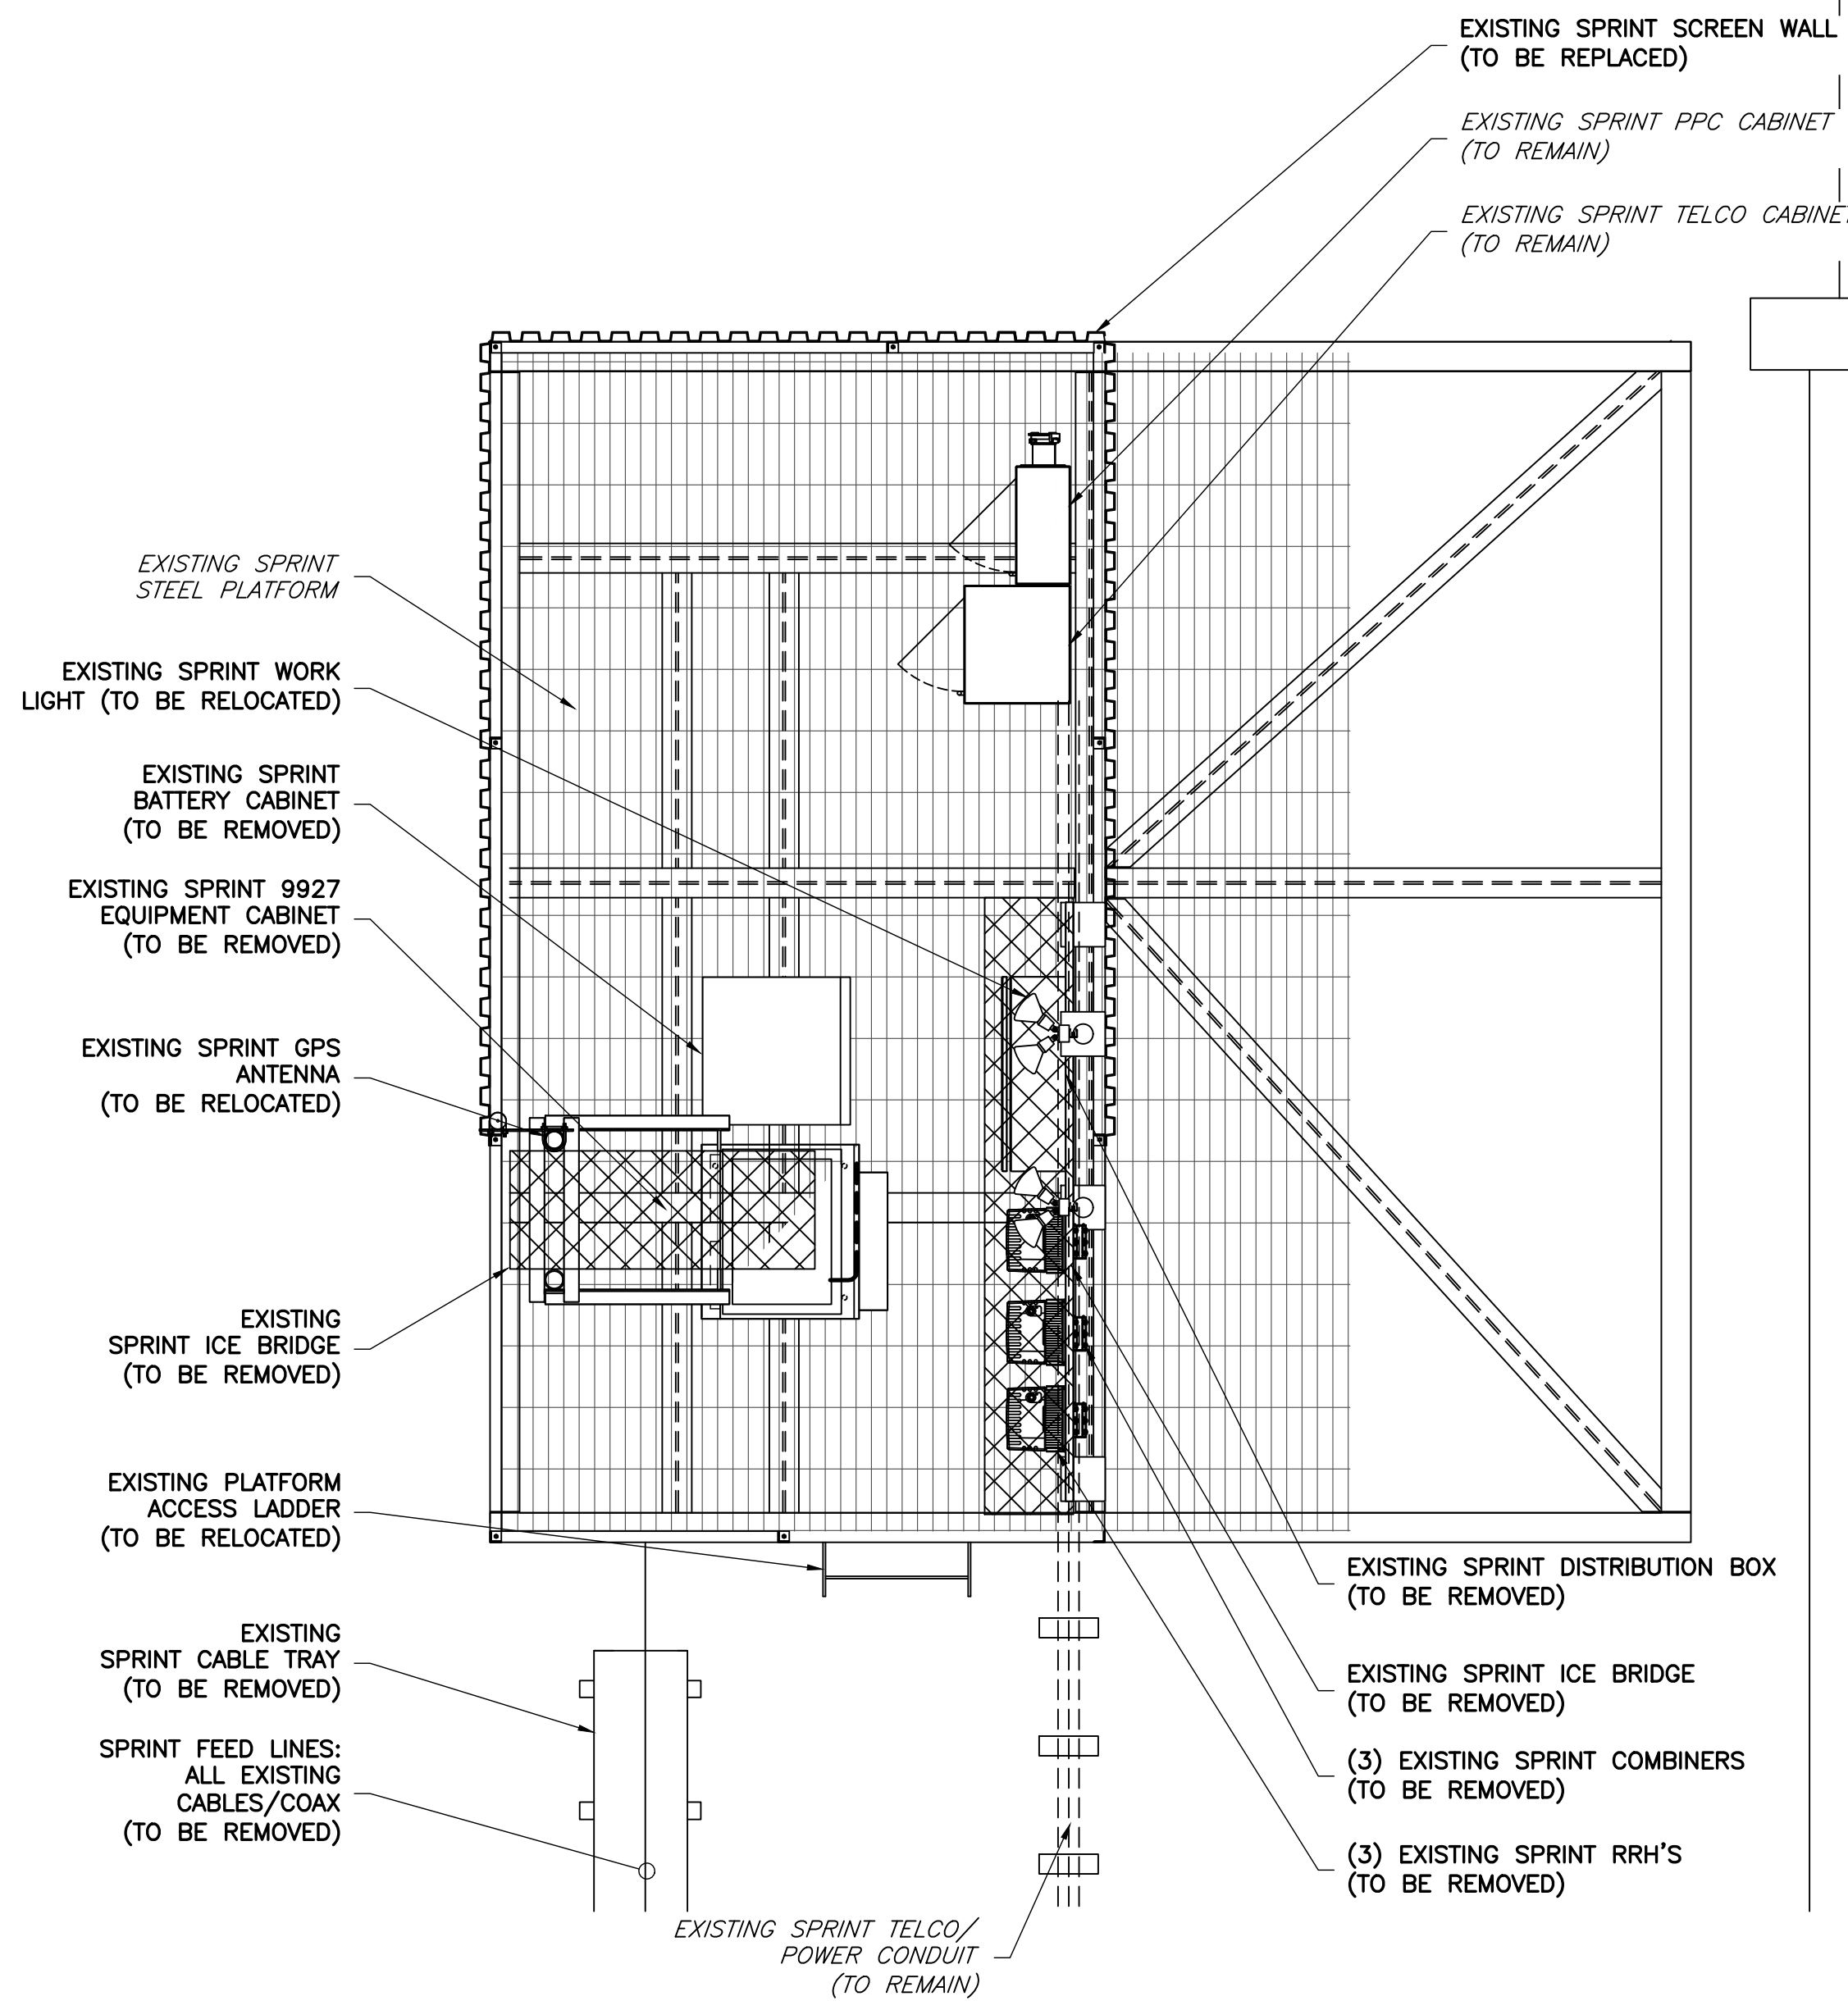 EXISTING SPRINT SCREEN WALL
(TO BE REPLACED)
EXISTING SPRINT PPC CABINET
(TO REMAIN)
EXISTING SPRINT TELCO CABINET
(TO REMAIN)
EXISTING SPRINT
STEEL PLATFORM
EXISTING SPRINT WORK
LIGHT (TO BE RELOCATED)
EXISTING SPRINT
BATTERY CABINET
(TO BE REMOVED)
EXISTING SPRINT 9927
EQUIPMENT CABINET
(TO BE REMOVED)
EXISTING SPRINT GPS
ANTENNA
(TO BE RELOCATED)
EXISTING
SPRINT ICE BRIDGE
(TO BE REMOVED)
EXISTING PLATFORM
ACCESS LADDER
(TO BE RELOCATED)
EXISTING
SPRINT CABLE TRAY
(TO BE REMOVED)
SPRINT FEED LINES:
ALL EXISTING
CABLES/COAX
(TO BE REMOVED)
EXISTING SPRINT TELCO/
POWER CONDUIT
(TO REMAIN)
EXISTING SPRINT DISTRIBUTION BOX
(TO BE REMOVED)
EXISTING SPRINT ICE BRIDGE
(TO BE REMOVED)
(3) EXISTING SPRINT COMBINERS
(TO BE REMOVED)
(3) EXISTING SPRINT RRH'S
(TO BE REMOVED)